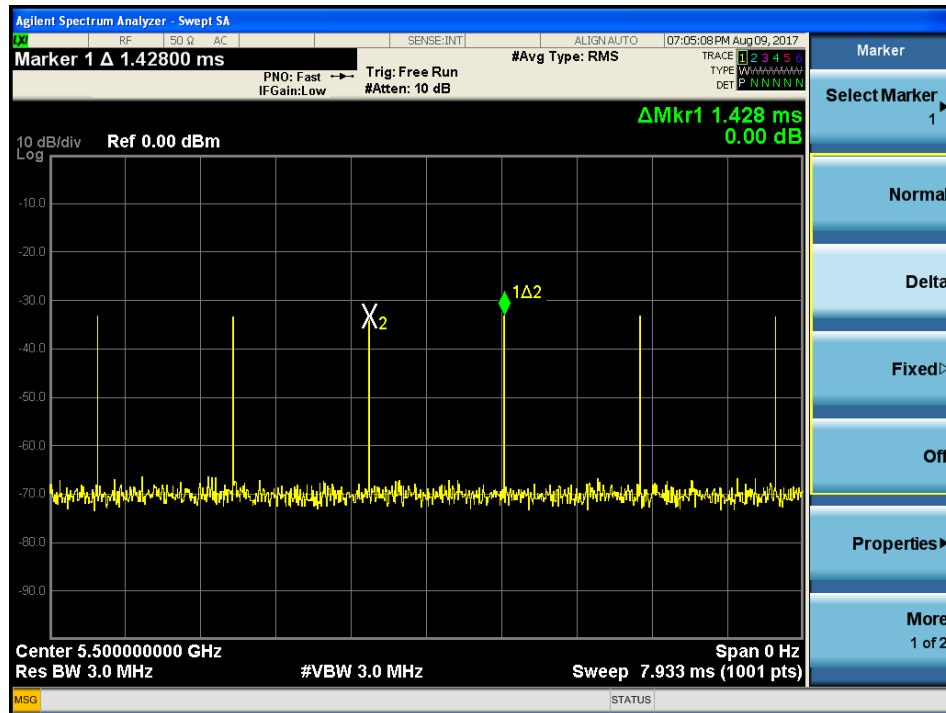 Agilent Spectrum Analyzer - Swept SA
LXI RF 50 Ω AC SENSE:INT ALIGN AUTO 07:05:08 PM Aug 09, 2017
Marker 1 Δ 1.42800 ms
PNO: Fast
IFGain:Low
Trig: Free Run
#Atten: 10 dB
#Avg Type: RMS
TRACE 1 2 3 4 5 6
TYPE
DET P N N N N N
ΔMkr1 1.428 ms
0.00 dB
10 dB/div Ref 0.00 dBm
Log
-10.0
-20.0
-30.0
1Δ2
X2
-40.0
-50.0
-60.0
-70.0
-80.0
-90.0
Center 5.500000000 GHz Span 0 Hz
Res BW 3.0 MHz #VBW 3.0 MHz Sweep 7.933 ms (1001 pts)
MSG STATUS
Marker
Select Marker
1
Normal
Delta
Fixed
Off
Properties
More
1 of 2